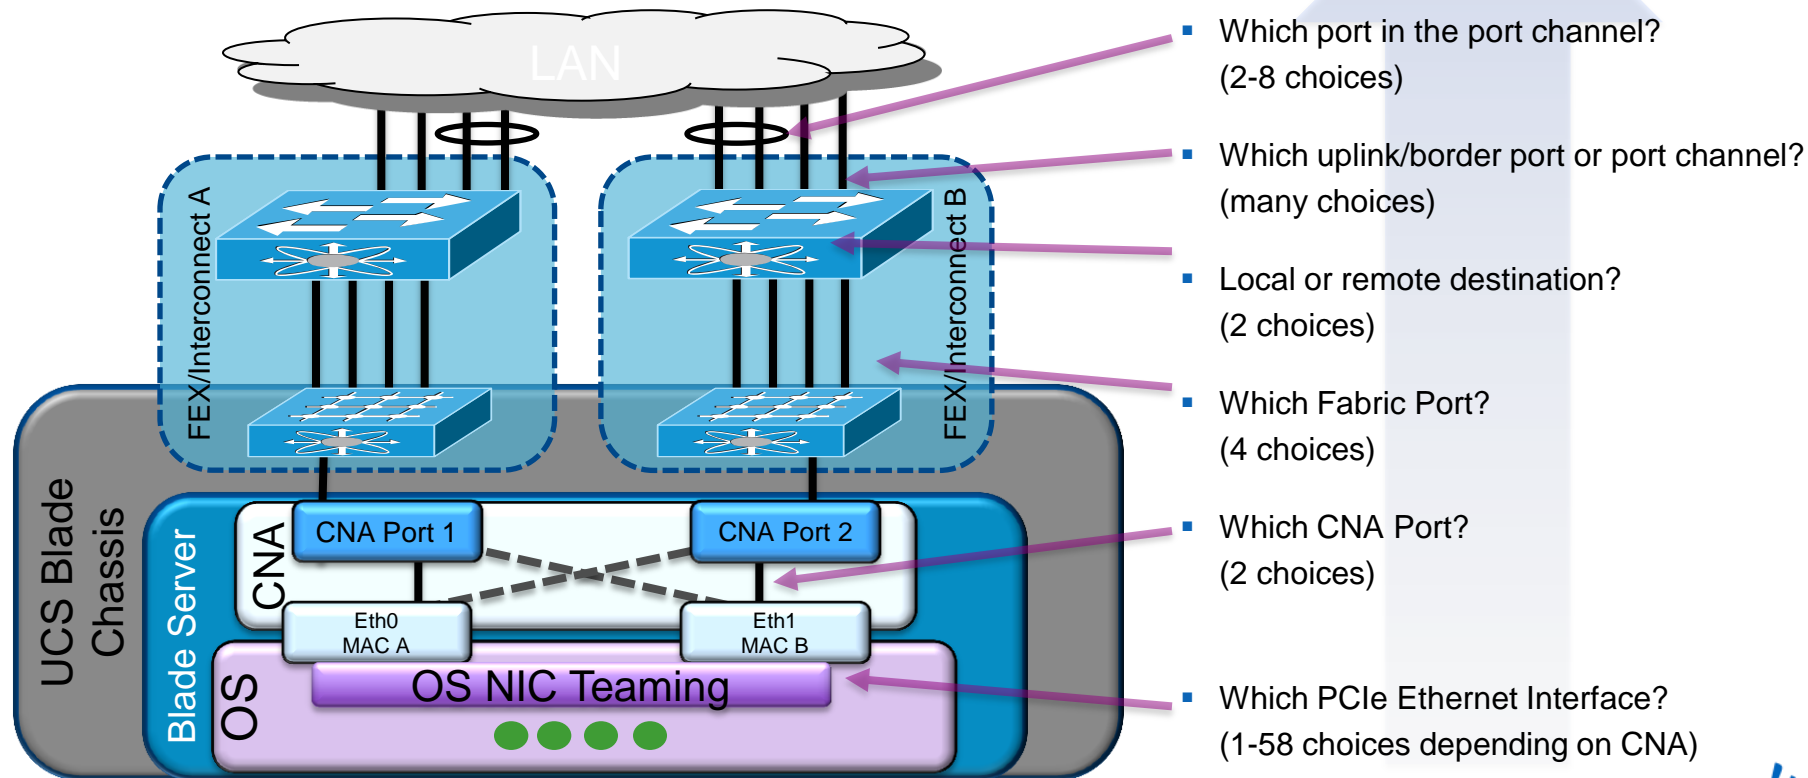 LAN
FEX/Interconnect A
FEX/Interconnect B
UCS Blade
Chassis
Blade Server
CNA
CNA Port 1
CNA Port 2
Eth0
MAC A
Eth1
MAC B
OS
OS NIC Teaming
Which port in the port channel?
(2-8 choices)
Which uplink/border port or port channel?
(many choices)
Local or remote destination?
(2 choices)
Which Fabric Port?
(4 choices)
Which CNA Port?
(2 choices)
Which PCIe Ethernet Interface?
(1-58 choices depending on CNA)